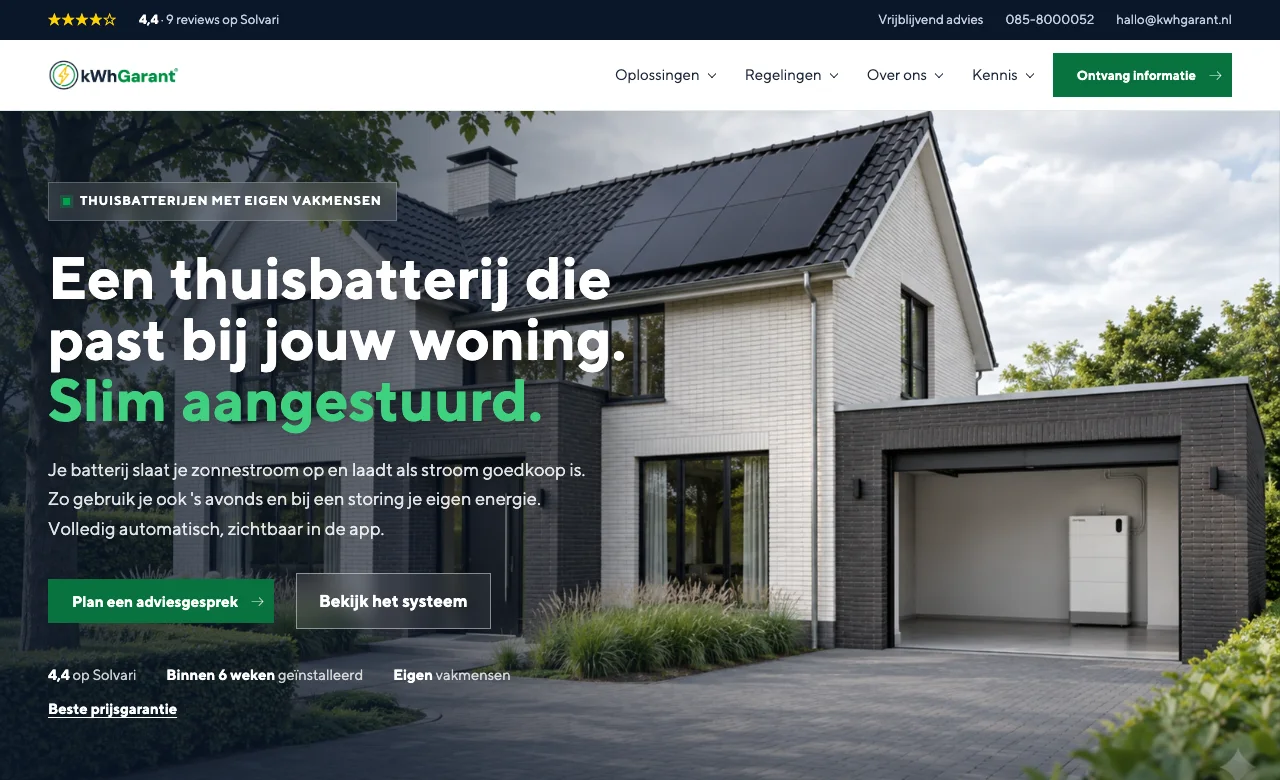 4,4 · 9 reviews op Solvari
Vrijblijvend advies
085-8000052
hallo@kwhgarant.nl
kWhGarant
Oplossingen
Regelingen
Over ons
Kennis
Ontvang informatie
THUISBATTERIJEN MET EIGEN VAKMENSEN
Een thuisbatterij die
past bij jouw woning.
Slim aangestuurd.
Je batterij slaat je zonnestroom op en laadt als stroom goedkoop is.
Zo gebruik je ook 's avonds en bij een storing je eigen energie.
Volledig automatisch, zichtbaar in de app.
Plan een adviesgesprek
Bekijk het systeem
4,4 op Solvari
Binnen 6 weken geïnstalleerd
Eigen vakmensen
Beste prijsgarantie